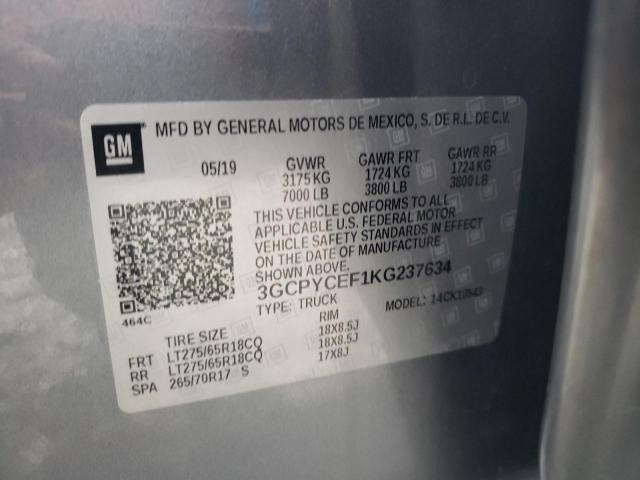 GM
MFD BY GENERAL MOTORS DE MEXICO, S. DE R.L. DE C.V.
05/19 GVWR GAWR FRT GAWR RR
3175 KG 1724 KG 1724 KG
7000 LB 3800 LB 3800 LB
THIS VEHICLE CONFORMS TO ALL
APPLICABLE U.S. FEDERAL MOTOR
VEHICLE SAFETY STANDARDS IN EFFECT
ON THE DATE OF MANUFACTURE
SHOWN ABOVE.
3GCPYCEF1KG237634
TYPE: TRUCK MODEL: 14CK10543
464C
TIRE SIZE RIM
FRT LT275/65R18CQ 18X8.5J
RR LT275/65R18CQ 18X8.5J
SPA 265/70R17 S 17X8J